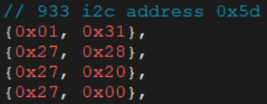 // 933 i2c address 0x5d
{0x01, 0x31},
{0x27, 0x28},
{0x27, 0x20},
{0x27, 0x00},